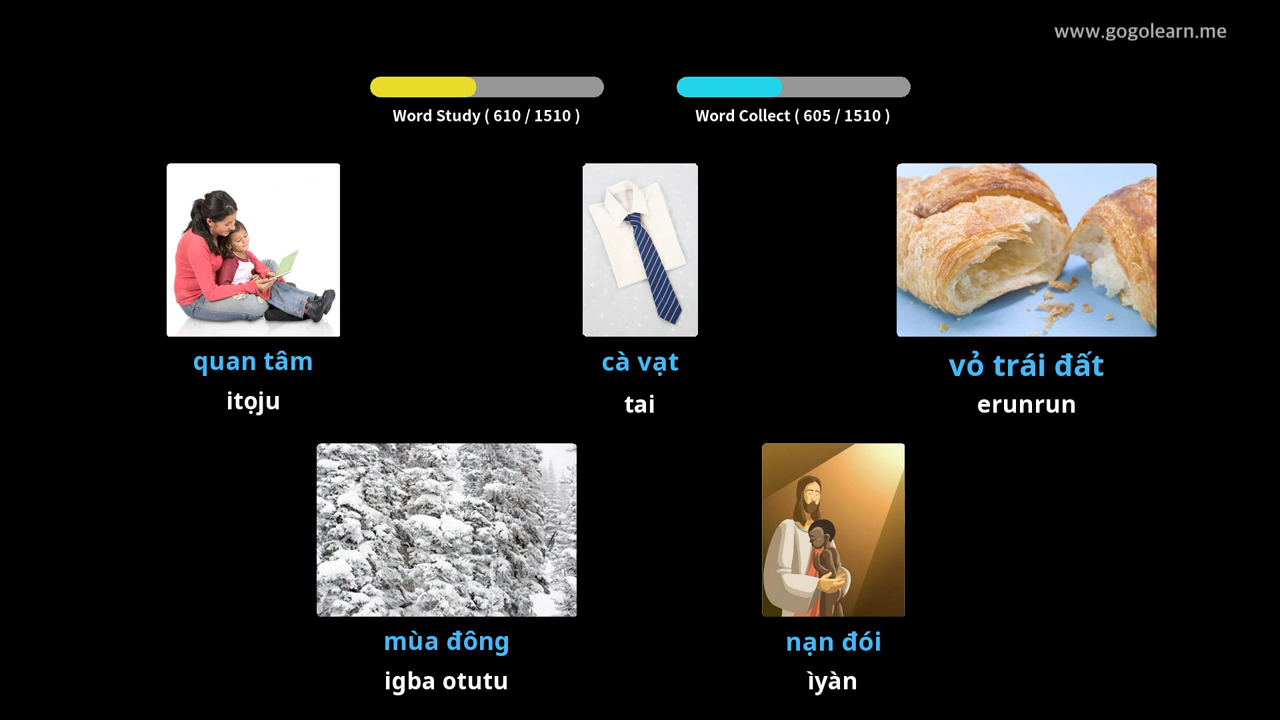 www.gogolearn.me
Word Study ( 610 / 1510 )
Word Collect ( 605 / 1510 )
quan tâm
itọju
cà vạt
tai
vỏ trái đất
erunrun
mùa đông
igba otutu
nạn đói
ìyàn